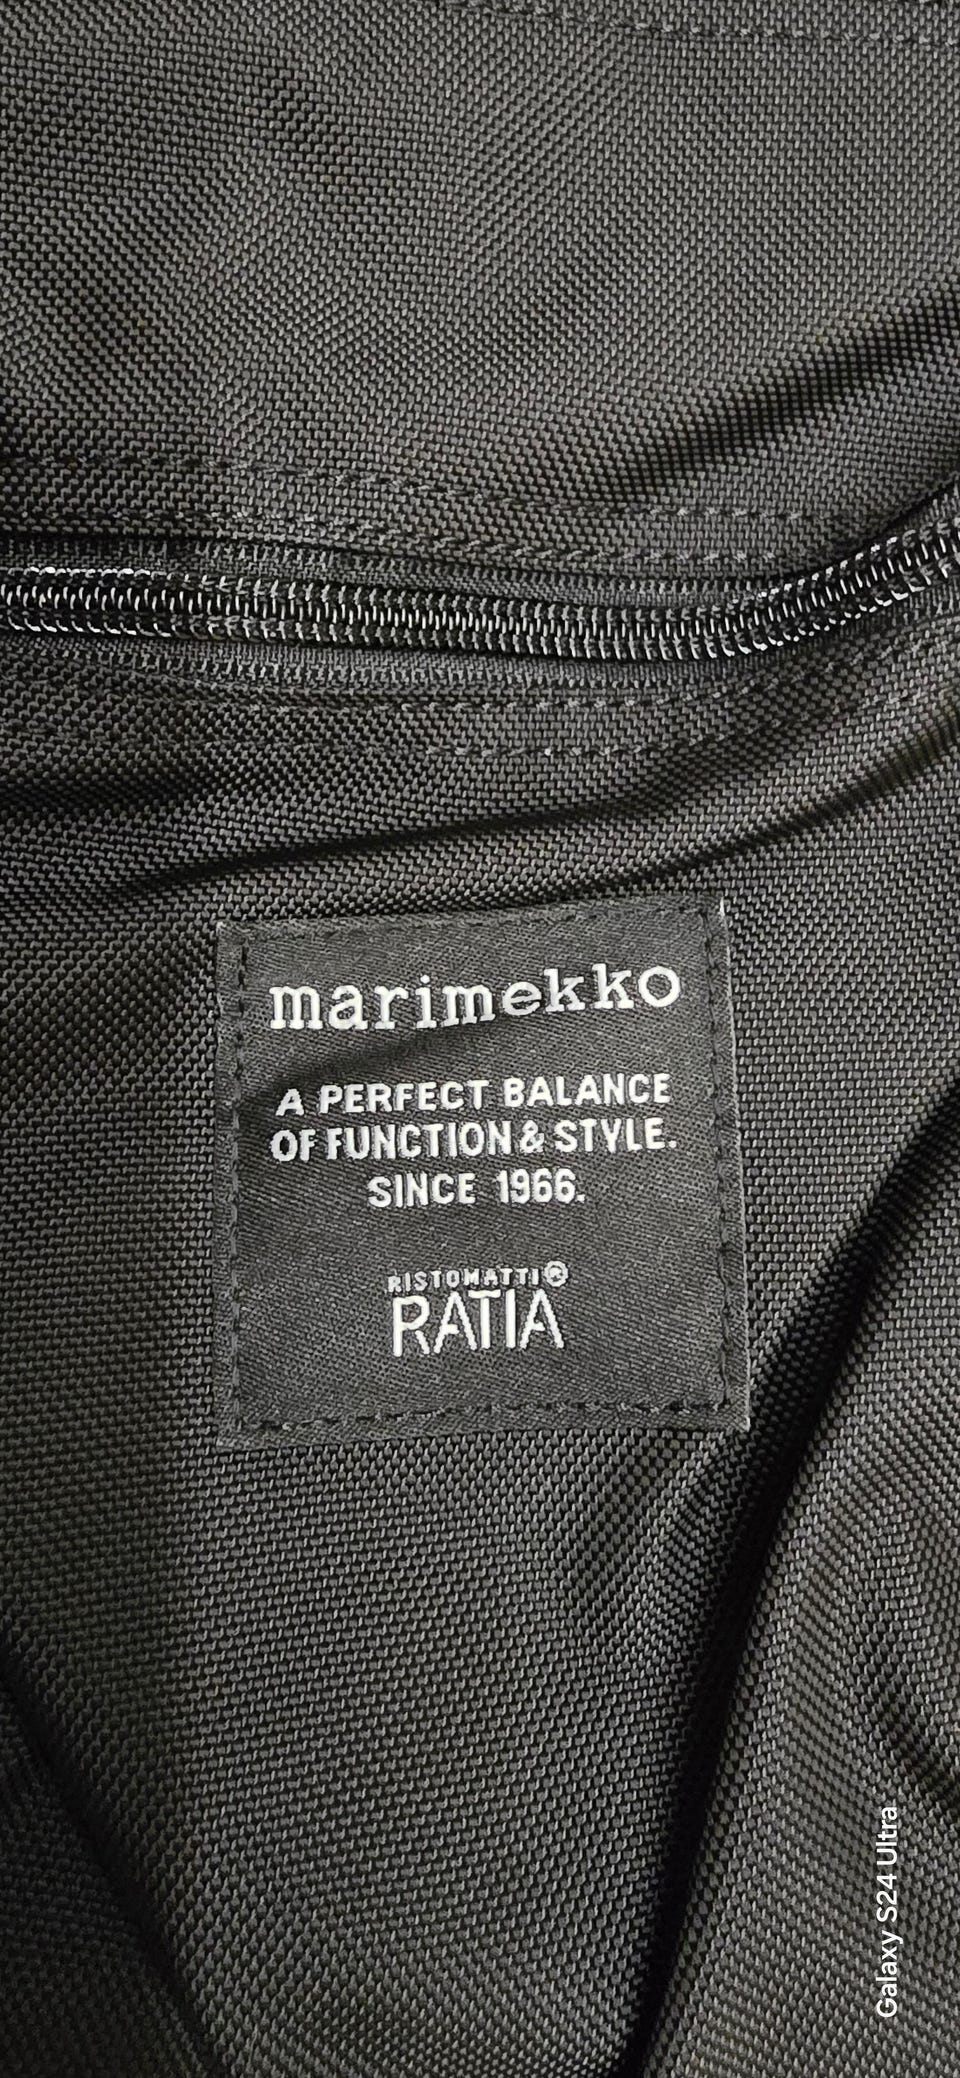 marimekko
A PERFECT BALANCE
OF FUNCTION & STYLE.
SINCE 1966.
RISTOMATTI®
RATIA
Galaxy S24 Ultra